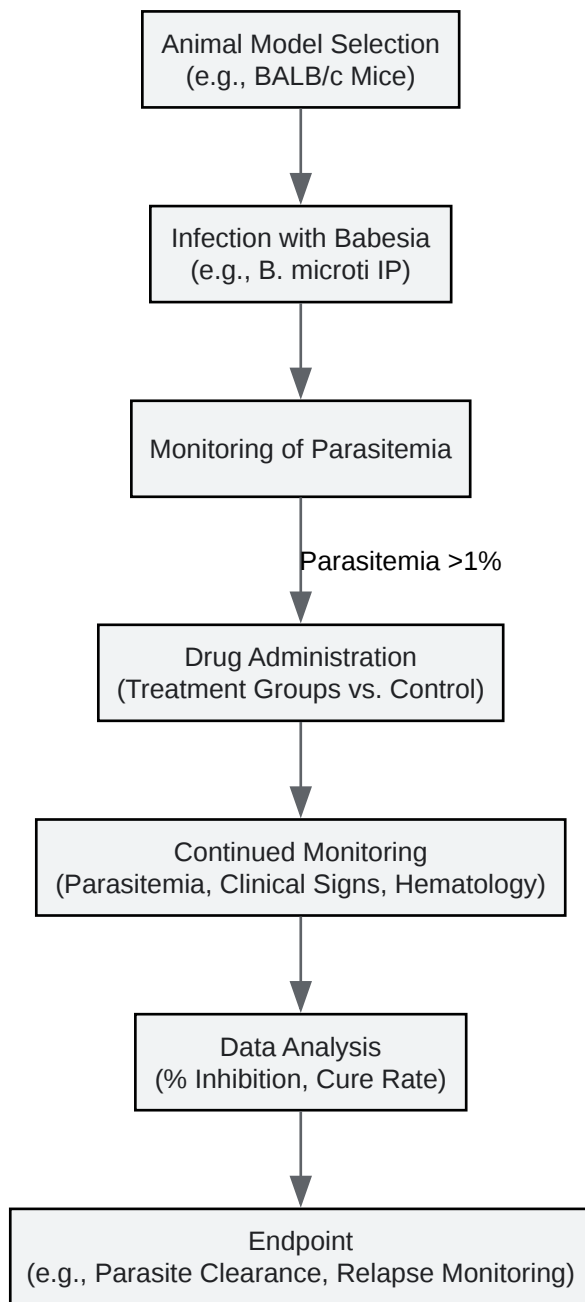 Animal Model Selection
(e.g., BALB/c Mice)
Infection with Babesia
(e.g., B. microti IP)
Monitoring of Parasitemia
Parasitemia >1%
Drug Administration
(Treatment Groups vs. Control)
Continued Monitoring
(Parasitemia, Clinical Signs, Hematology)
Data Analysis
(% Inhibition, Cure Rate)
Endpoint
(e.g., Parasite Clearance, Relapse Monitoring)